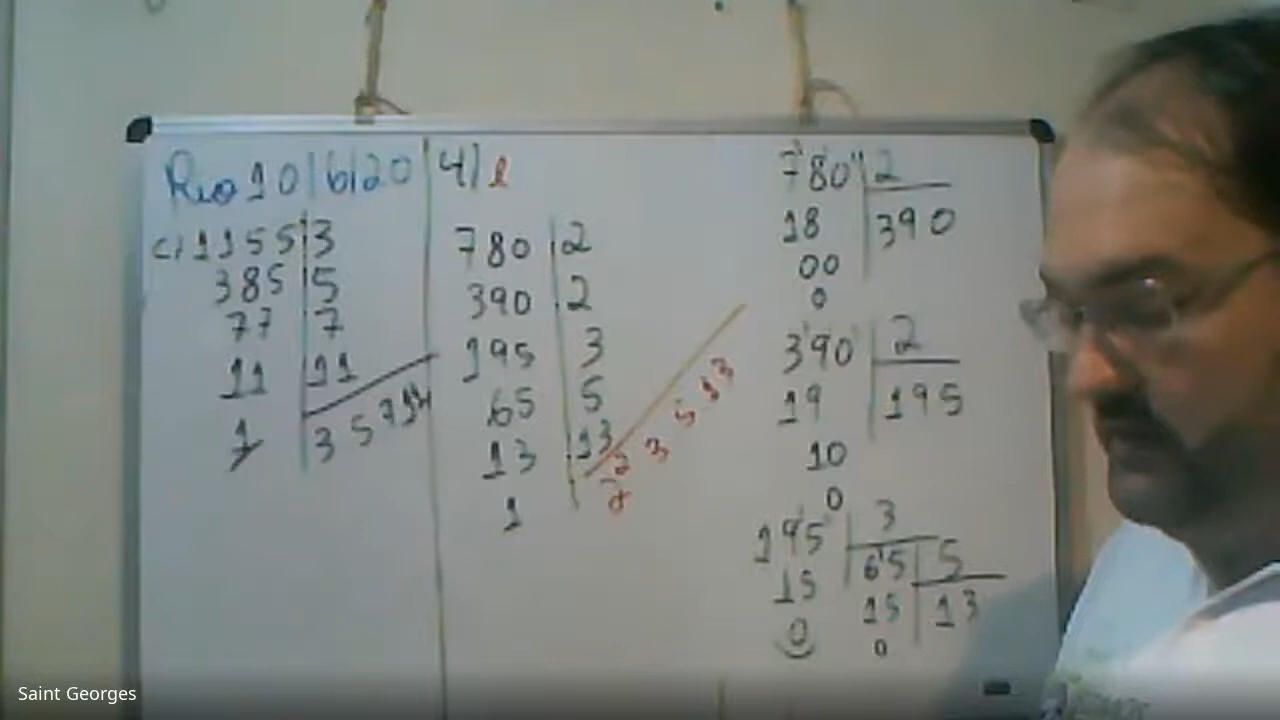 Rio 10/6/20
c) 1155 3
385 5
77 7
11 11
1 3 5 7 11
4) l
780 2
390 2
195 3
65 5
13 13
1 2 2 3 5 13
780 2
18 390
00
0
390 2
19 195
10
0
195 3
15 65 5
0 15 13
0
Saint Georges